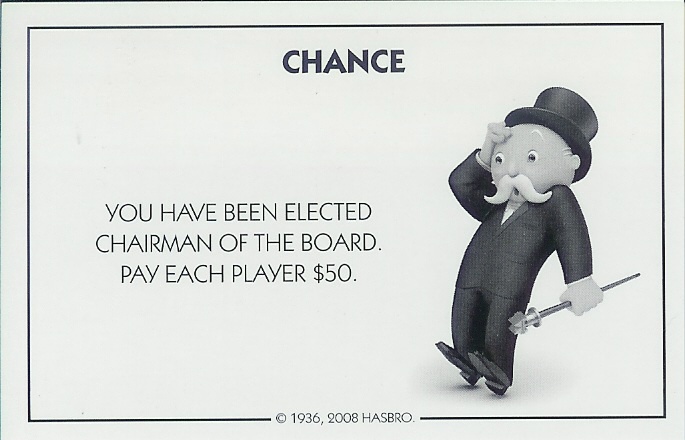 CHANCE
YOU HAVE BEEN ELECTED
CHAIRMAN OF THE BOARD.
PAY EACH PLAYER $50.
© 1936, 2008 HASBRO.